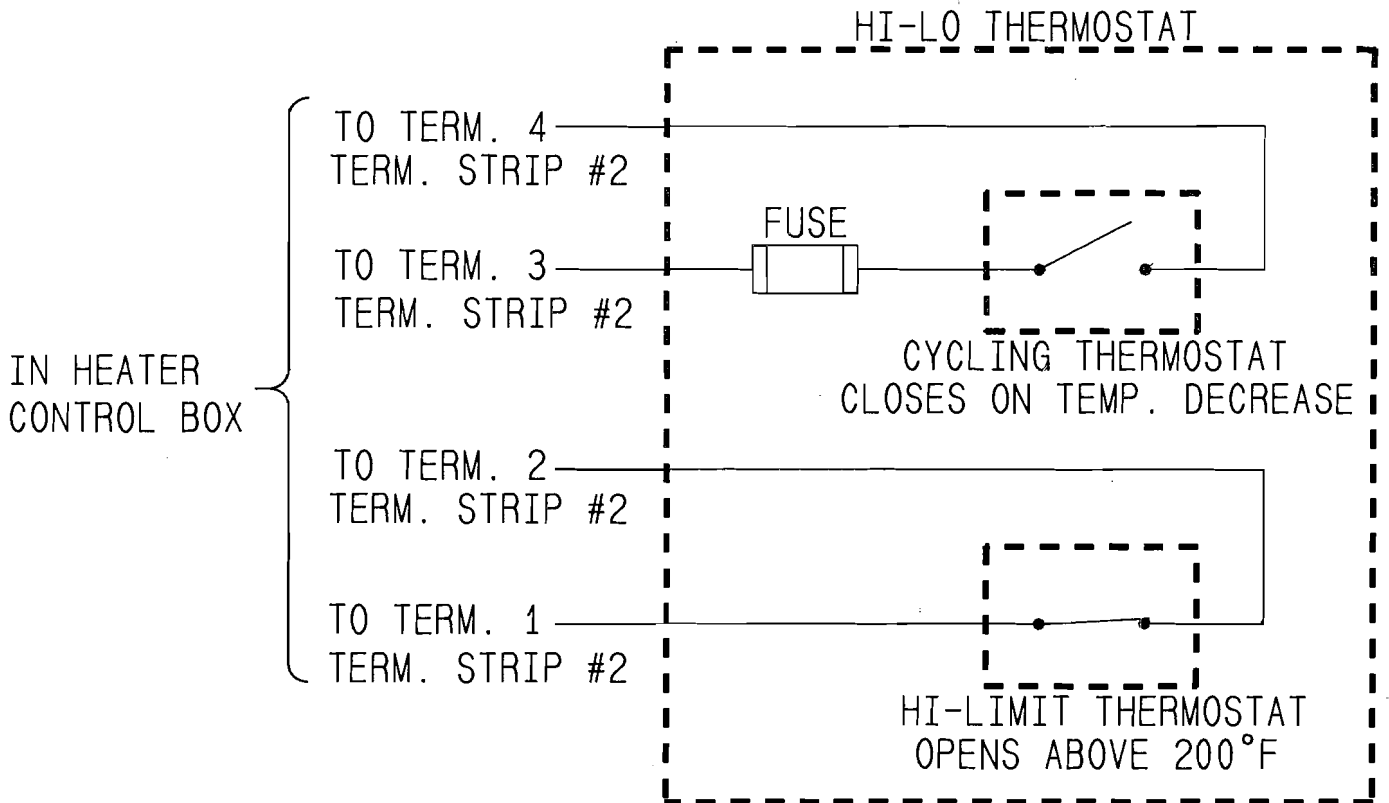 HI-LO THERMOSTAT
TO TERM. 4
TERM. STRIP #2
FUSE
TO TERM. 3
TERM. STRIP #2
CYCLING THERMOSTAT
CLOSES ON TEMP. DECREASE
IN HEATER
CONTROL BOX
TO TERM. 2
TERM. STRIP #2
TO TERM. 1
TERM. STRIP #2
HI-LIMIT THERMOSTAT
OPENS ABOVE 200°F